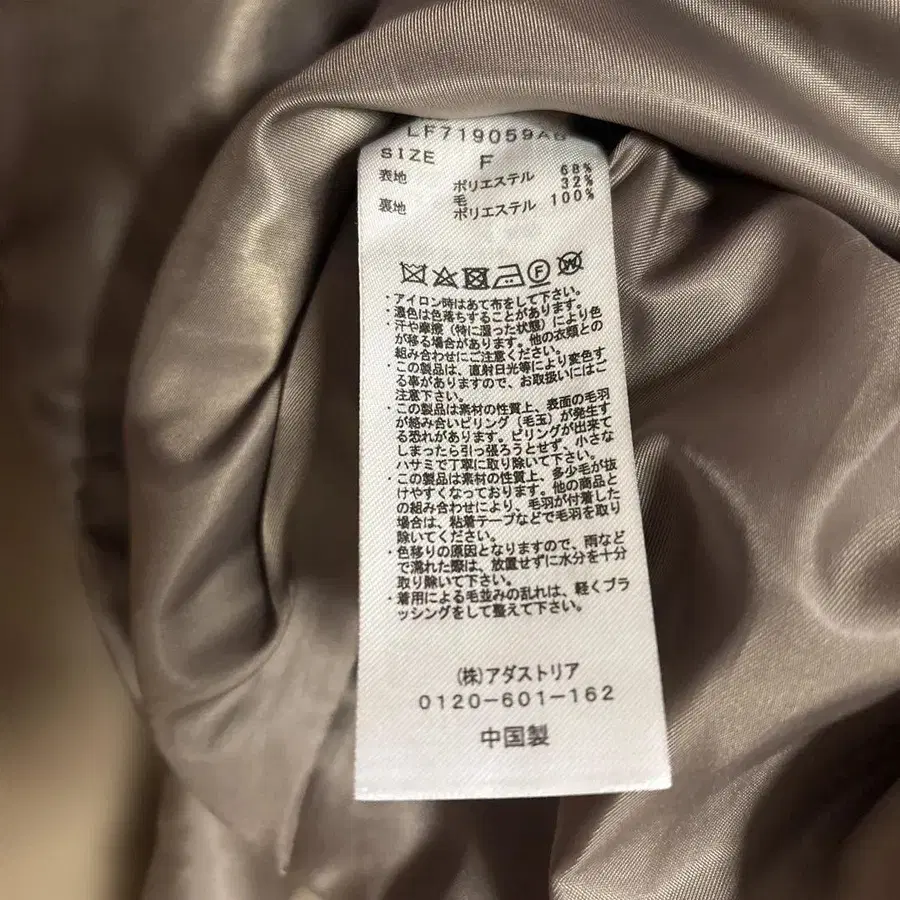 LF719059AB
SIZE F
表地 ポリエステル 68%
毛 32%
裏地 ポリエステル 100%
F W
・アイロン時はあて布をして下さい。
・濃色は色落ちすることがあります。
・汗や摩擦（特に湿った状態）により色
が移る場合があります。他の衣類との
組み合わせにご注意ください。
・この製品は、直射日光等により変色す
る事がありますので、お取扱いにはご
注意下さい。
・この製品は素材の性質上、表面の毛羽
が絡み合いピリング（毛玉）が発生す
る恐れがあります。ピリングが出来て
しまったら引っ張ろうとせず、小さな
ハサミで丁寧に取り除いて下さい。
・この製品は素材の性質上、多少毛が抜
けやすくなっております。他の商品と
の組み合わせにより、毛羽が付着した
場合は、粘着テープなどで毛羽を取り
除いてください。
・色移りの原因となりますので、雨など
で濡れた際は、放置せずに水分を十分
取り除いて下さい。
・着用による毛並みの乱れは、軽くブラ
ッシングをして整えて下さい。
(株)アダストリア
0120-601-162
中国製